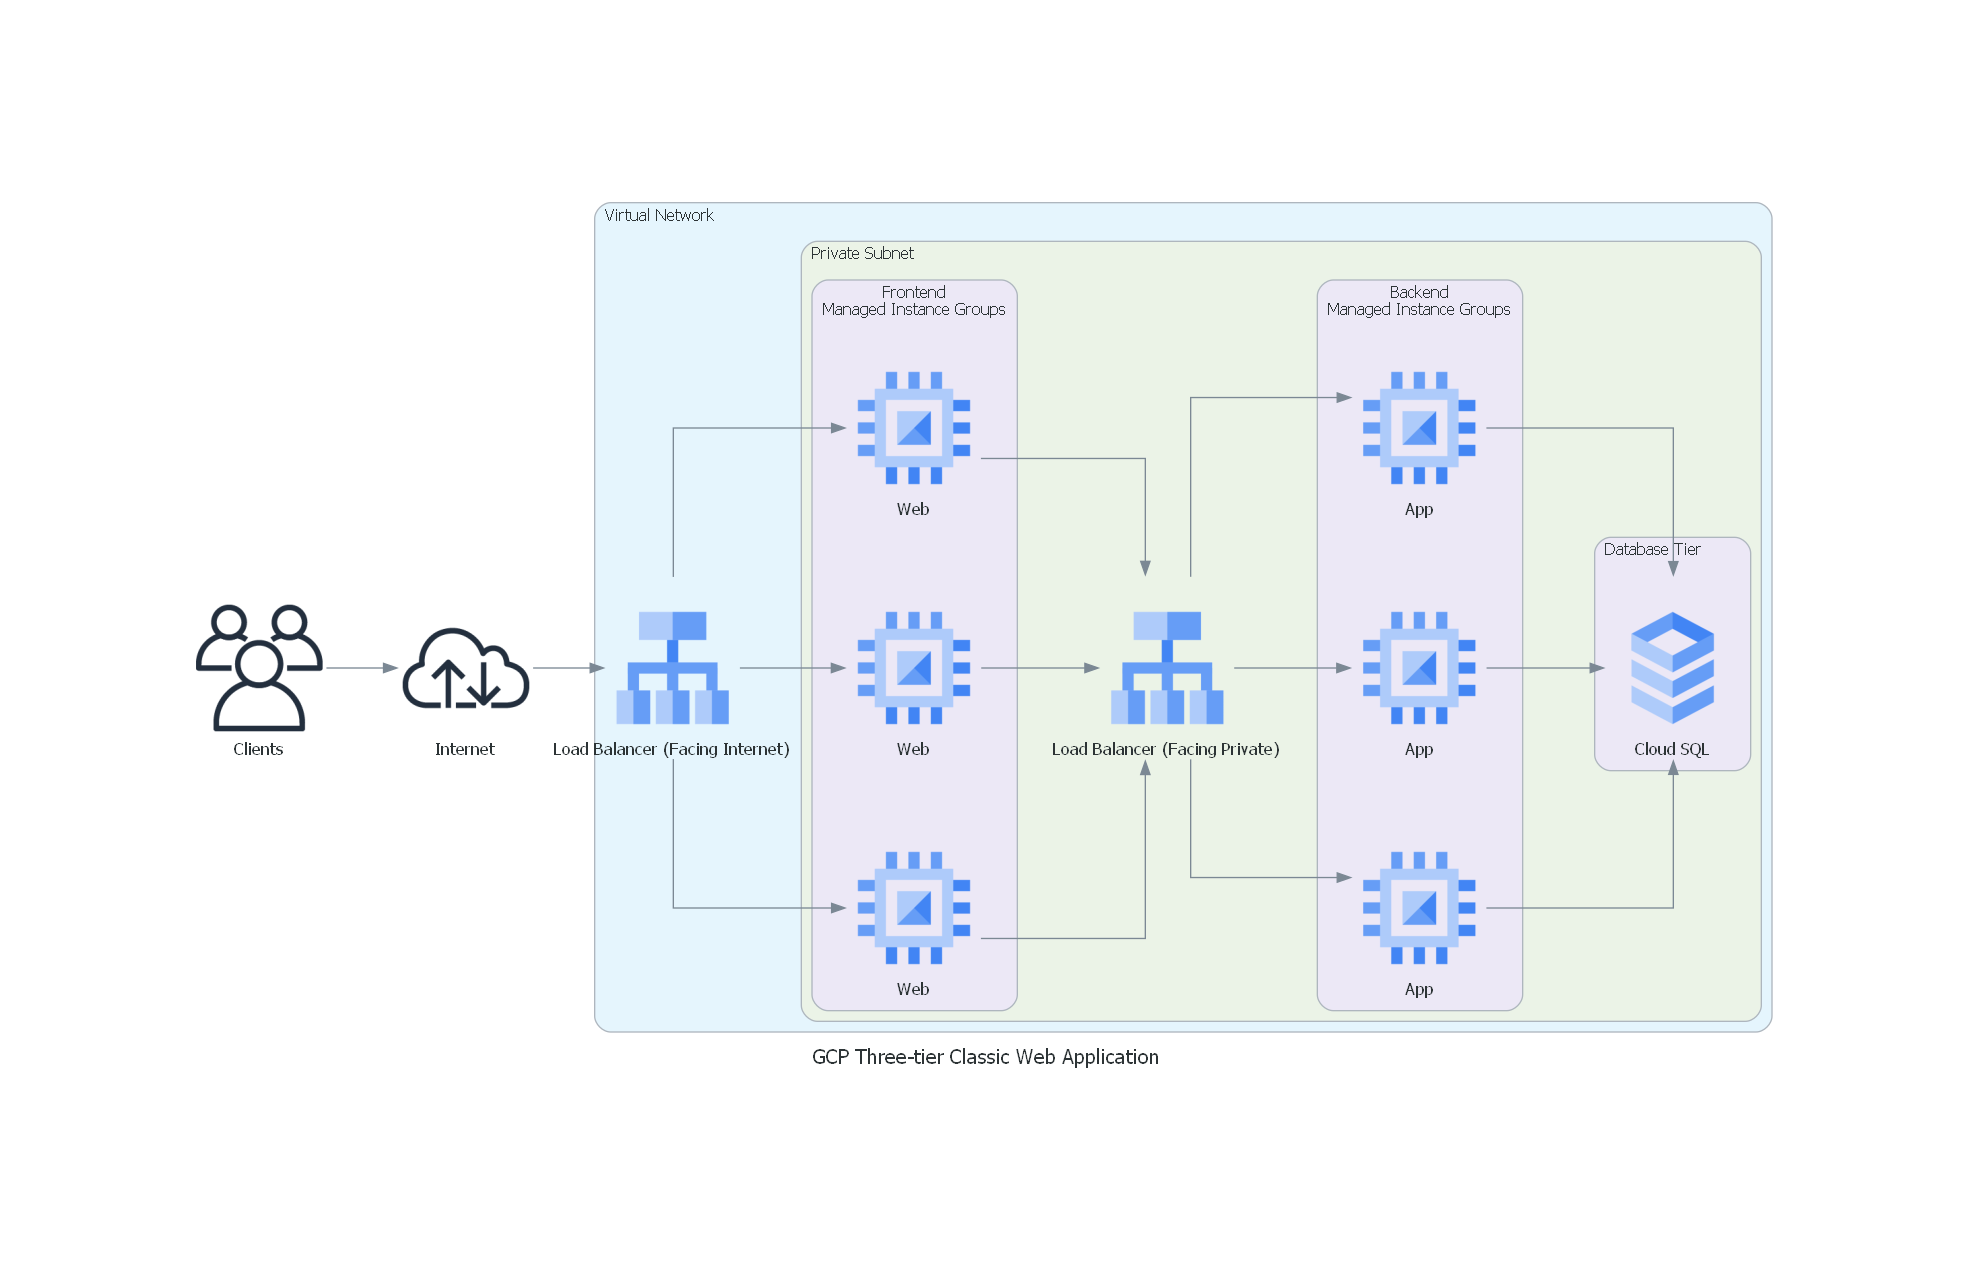 Virtual Network
Private Subnet
Frontend
Managed Instance Groups
Backend
Managed Instance Groups
Web
App
Database Tier
Clients
Internet
Load Balancer (Facing Internet)
Web
Load Balancer (Facing Private)
App
Cloud SQL
Web
App
GCP Three-tier Classic Web Application